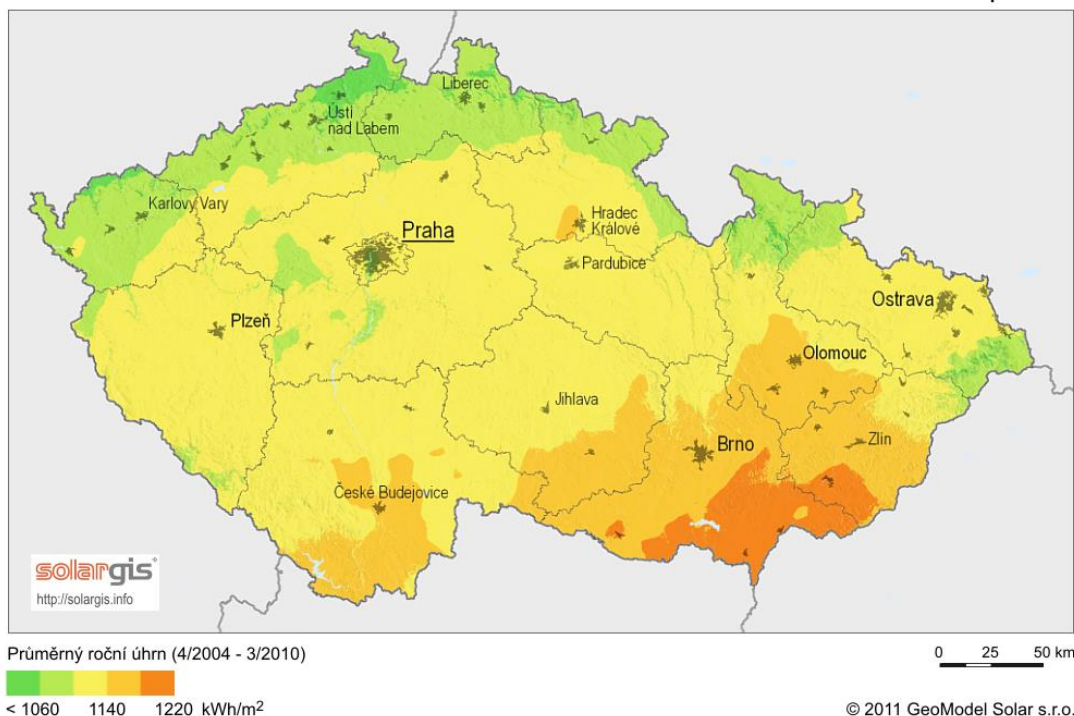 Liberec
Ústí
nad Labem
Karlovy Vary
Praha
Hradec
Králové
Pardubice
Plzeň
Ostrava
Olomouc
Jihlava
Brno
Zlín
České Budejovice
solargis
http://solargis.info
Průměrný roční úhrn (4/2004 - 3/2010)
0 25 50 km
< 1060 1140 1220 kWh/m²
© 2011 GeoModel Solar s.r.o.